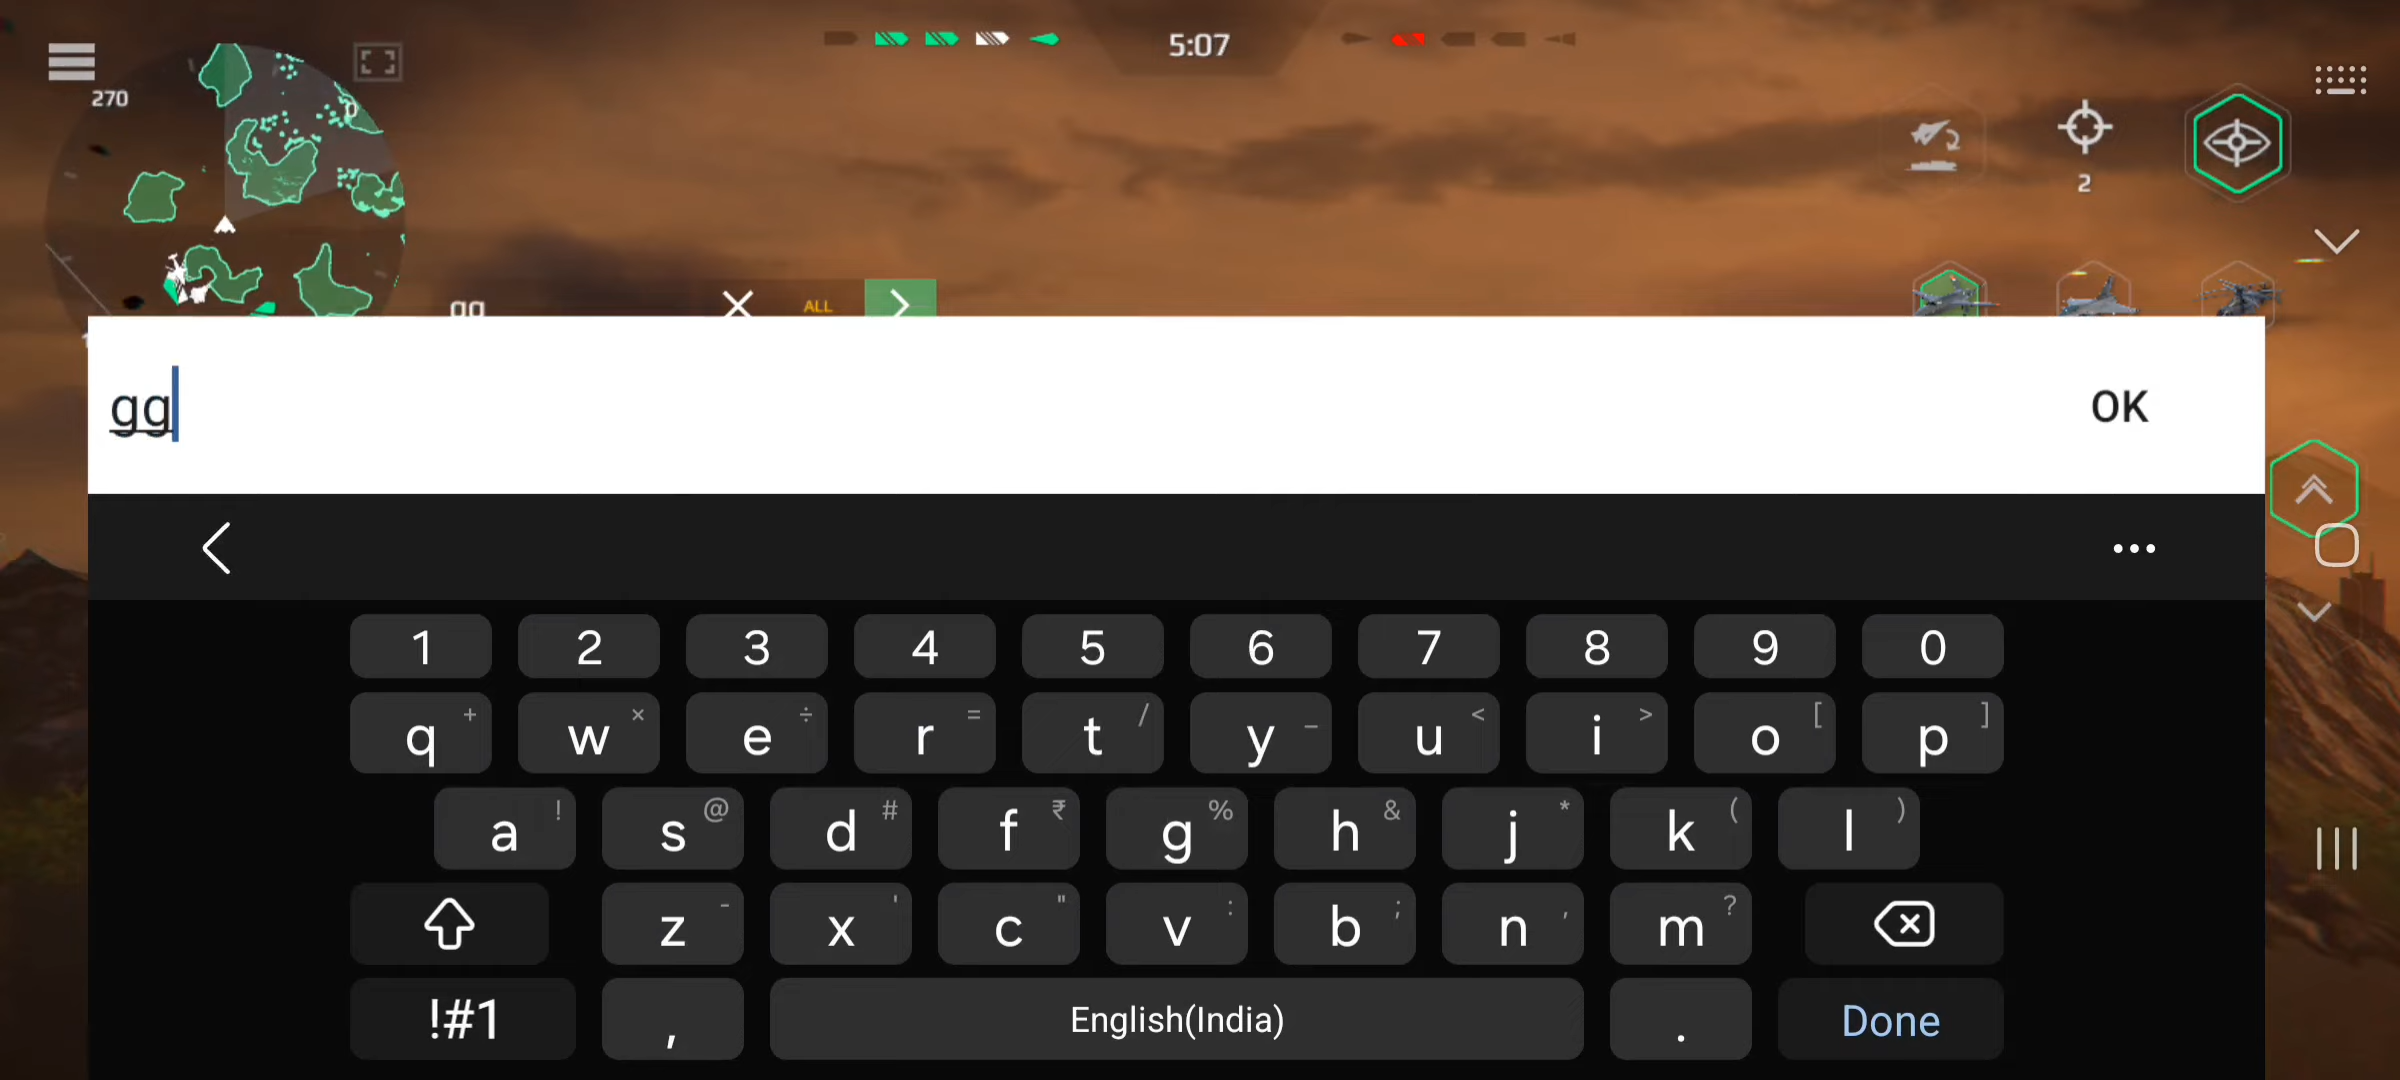 5:07
270
0
2
gg
ALL
gg
OK
1 2 3 4 5 6 7 8 9 0
q + w × e ÷ r = t / y _ u < i > o [ p ]
a ! s @ d # f ₹ g % h & j * k ( l )
z - x ' c " v : b ; n , m ?
!#1 , English(India) . Done